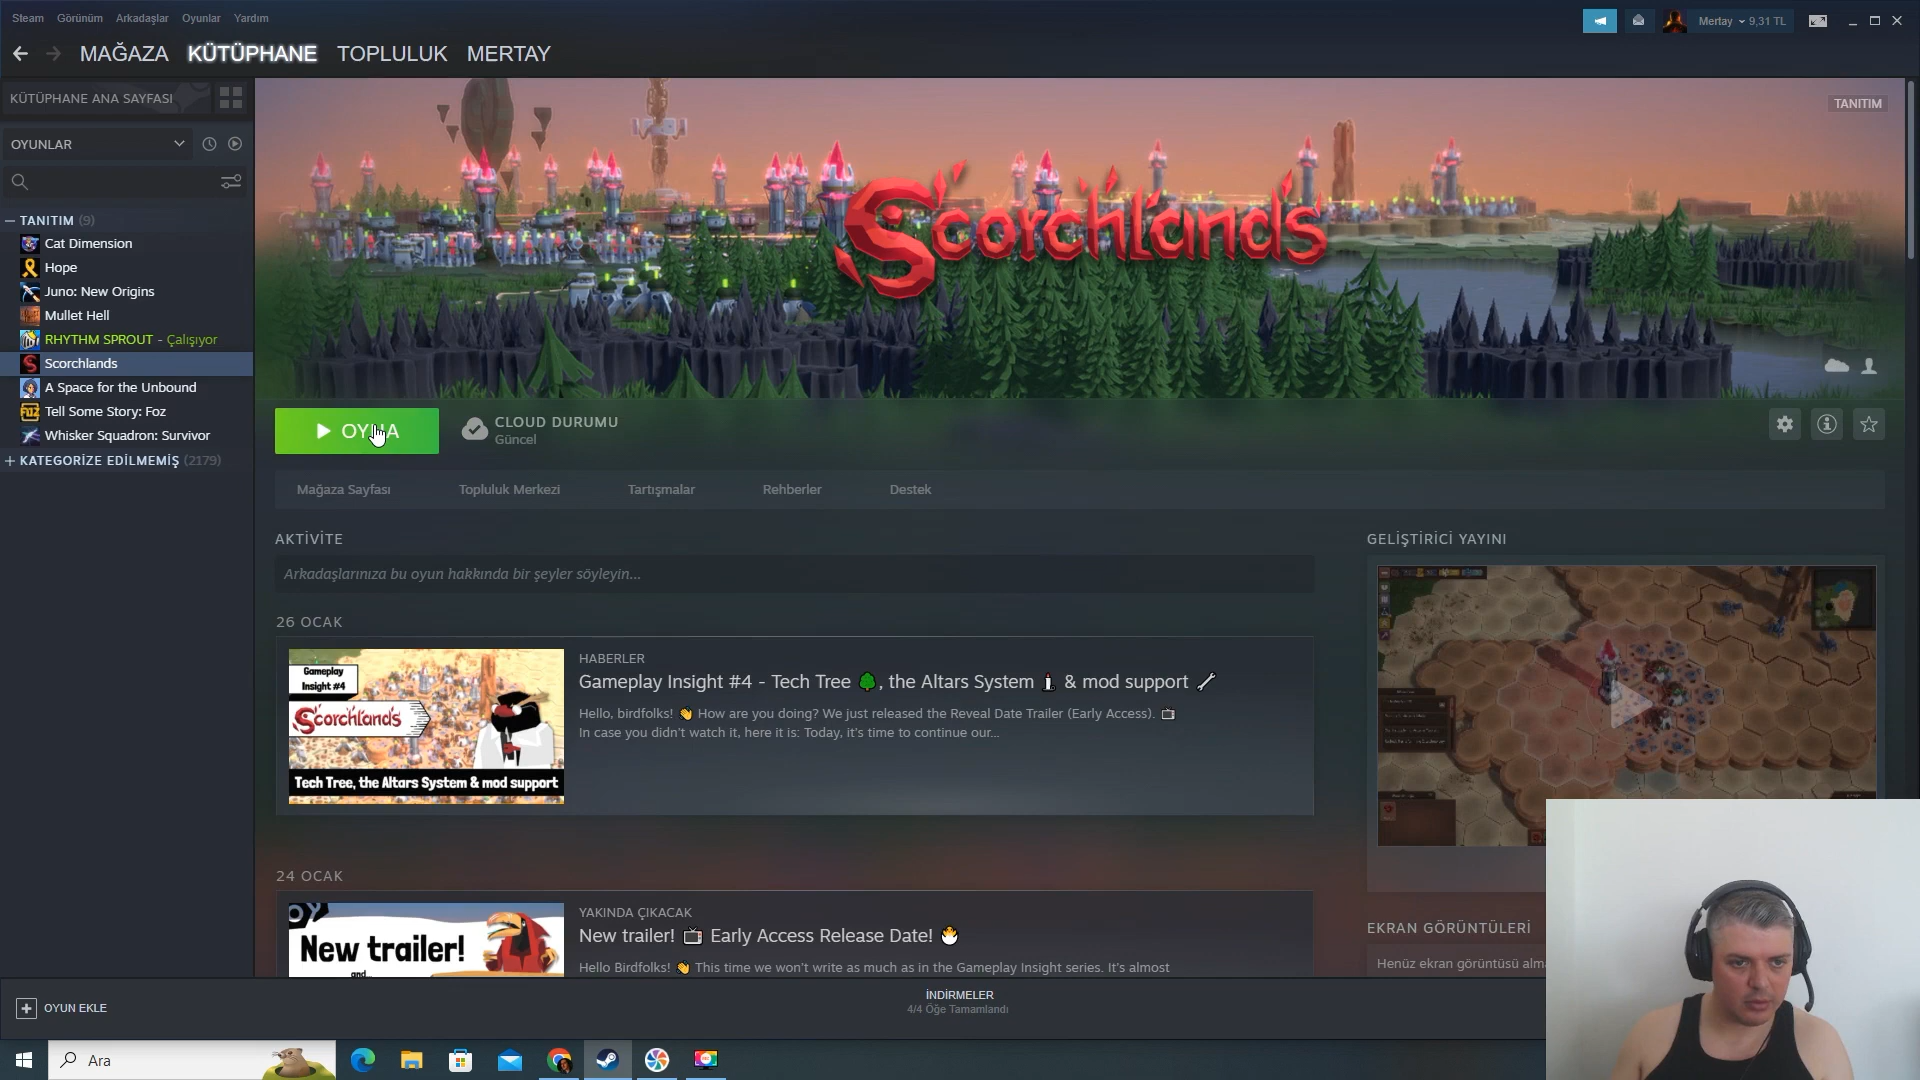 Steam Görünüm Arkadaşlar Oyunlar Yardım
Mertay 9,31 TL
MAĞAZA KÜTÜPHANE TOPLULUK MERTAY
KÜTÜPHANE ANA SAYFASI
OYUNLAR
TANITIM (9)
Cat Dimension
Hope
Juno: New Origins
Mullet Hell
RHYTHM SPROUT - Çalışıyor
Scorchlands
A Space for the Unbound
Tell Some Story: Foz
Whisker Squadron: Survivor
KATEGORİZE EDİLMEMİŞ (2179)
TANITIM
Scorchlands
OYNA
CLOUD DURUMU
Güncel
Mağaza Sayfası Topluluk Merkezi Tartışmalar Rehberler Destek
AKTİVİTE
Arkadaşlarınıza bu oyun hakkında bir şeyler söyleyin...
26 OCAK
Gameplay
Insight #4
Scorchlands
Tech Tree, the Altars System & mod support
HABERLER
Gameplay Insight #4 - Tech Tree 🌳, the Altars System 🕯 & mod support 🔧
Hello, birdfolks! 👋 How are you doing? We just released the Reveal Date Trailer (Early Access). 📺
In case you didn't watch it, here it is: Today, it's time to continue our...
24 OCAK
New trailer!
and...
YAKINDA ÇIKACAK
New trailer! 📺 Early Access Release Date! 🐣
Hello Birdfolks! 👋 This time we won't write as much as in the Gameplay Insight series. It's almost
GELİŞTİRİCİ YAYINI
EKRAN GÖRÜNTÜLERİ
Henüz ekran görüntüsü
OYUN EKLE
İNDİRMELER
4/4 Öğe Tamamlandı
Ara